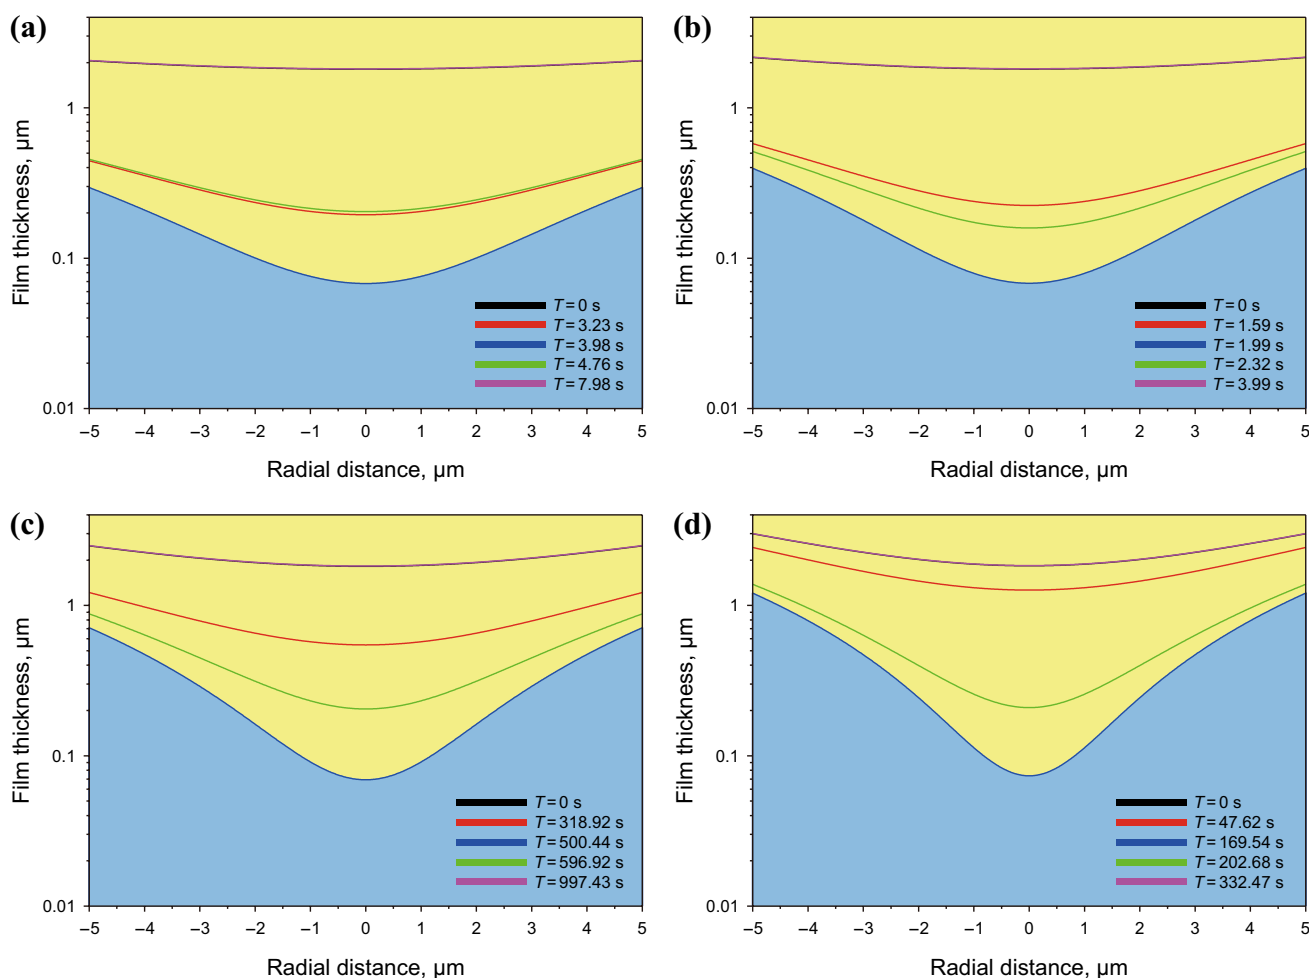 (a)
Film thickness, µm
1
0.1
0.01
T = 0 s
T = 3.23 s
T = 3.98 s
T = 4.76 s
T = 7.98 s
–5 –4 –3 –2 –1 0 1 2 3 4 5
Radial distance, µm
(b)
Film thickness, µm
1
0.1
0.01
T = 0 s
T = 1.59 s
T = 1.99 s
T = 2.32 s
T = 3.99 s
–5 –4 –3 –2 –1 0 1 2 3 4 5
Radial distance, µm
(c)
Film thickness, µm
1
0.1
0.01
T = 0 s
T = 318.92 s
T = 500.44 s
T = 596.92 s
T = 997.43 s
–5 –4 –3 –2 –1 0 1 2 3 4 5
Radial distance, µm
(d)
Film thickness, µm
1
0.1
0.01
T = 0 s
T = 47.62 s
T = 169.54 s
T = 202.68 s
T = 332.47 s
–5 –4 –3 –2 –1 0 1 2 3 4 5
Radial distance, µm